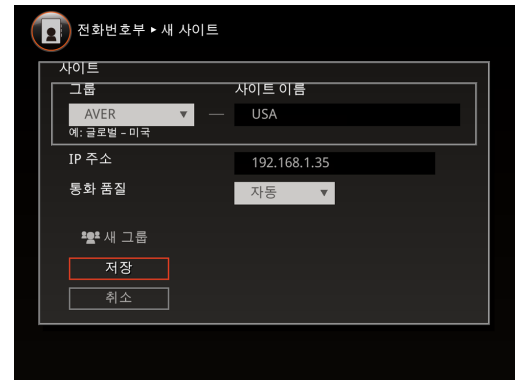 전화번호부 ▸ 새 사이트
사이트
그룹 사이트 이름
AVER ▼ — USA
예: 글로벌 – 미국
IP 주소 192.168.1.35
통화 품질 자동 ▼
새 그룹
저장
취소